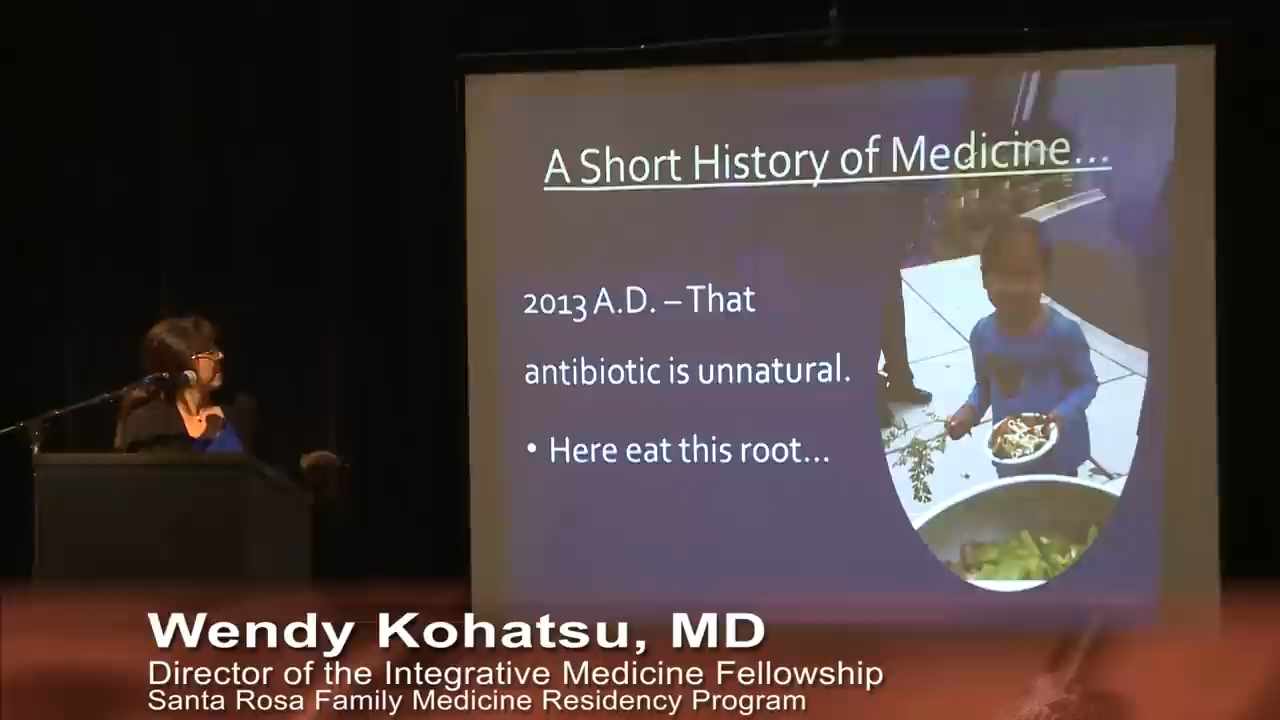 A Short History of Medicine...
2013 A.D. – That
antibiotic is unnatural.
• Here eat this root...
Wendy Kohatsu, MD
Director of the Integrative Medicine Fellowship
Santa Rosa Family Medicine Residency Program